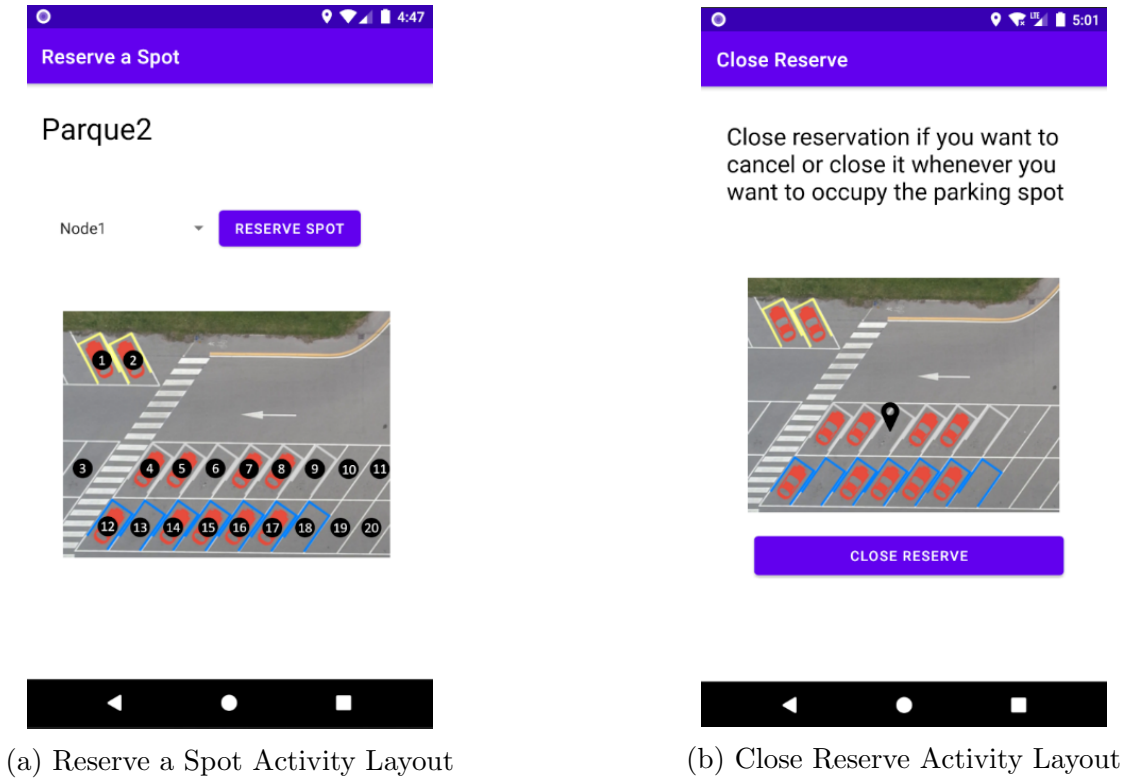 4:47
Reserve a Spot
Parque2
Node1
RESERVE SPOT
1 2
3 4 5 6 7 8 9 10 11
12 13 14 15 16 17 18 19 20
(a) Reserve a Spot Activity Layout
LTE 5:01
Close Reserve
Close reservation if you want to
cancel or close it whenever you
want to occupy the parking spot
CLOSE RESERVE
(b) Close Reserve Activity Layout